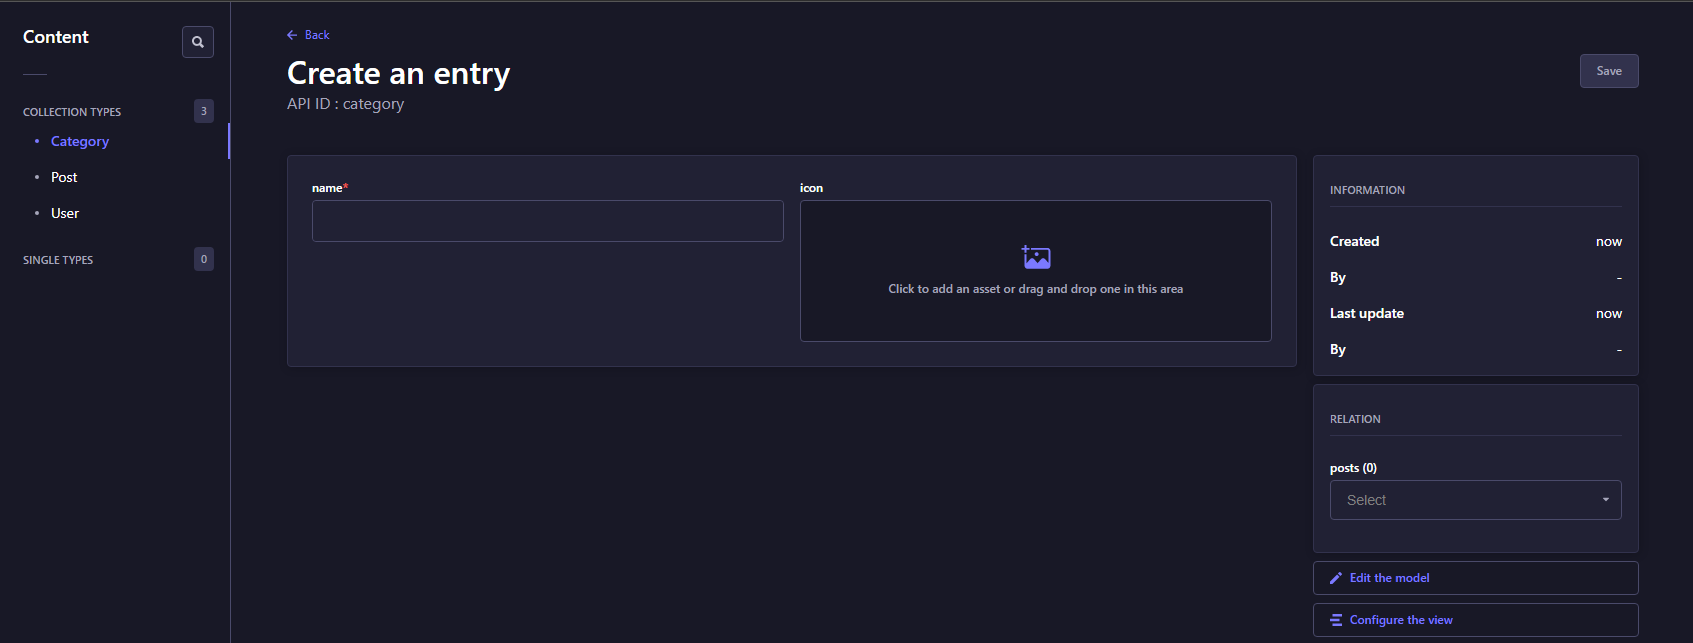 Content
COLLECTION TYPES 3
Category
Post
User
SINGLE TYPES 0
Back
Create an entry
API ID : category
Save
name*
icon
Click to add an asset or drag and drop one in this area
INFORMATION
Created now
By -
Last update now
By -
RELATION
posts (0)
Select
Edit the model
Configure the view